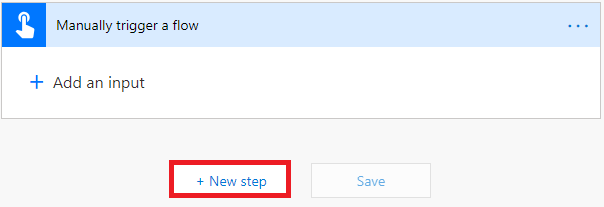 Manually trigger a flow
...
+ Add an input
+ New step
Save